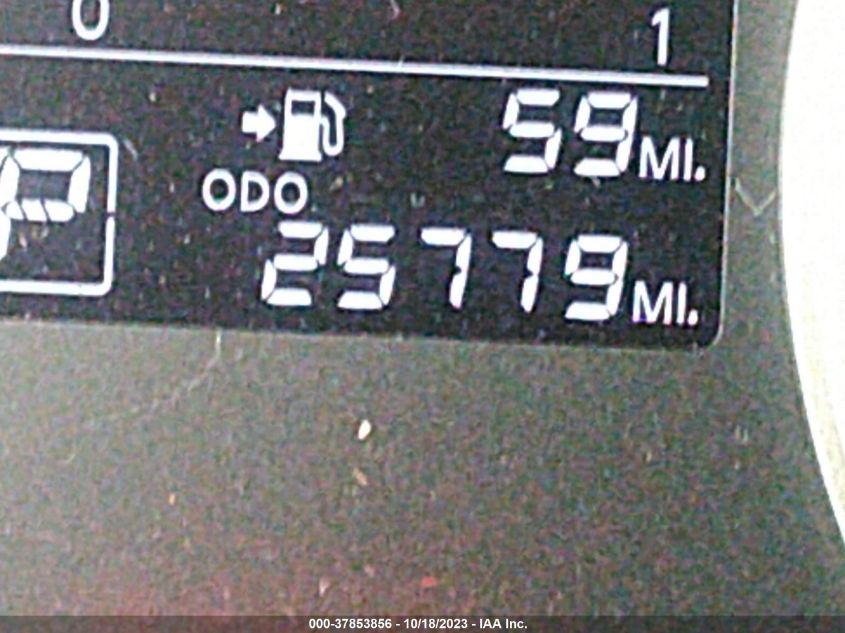 0 1
59 MI.
P
ODO
25779 MI.
000-37853856 - 10/18/2023 - IAA Inc.